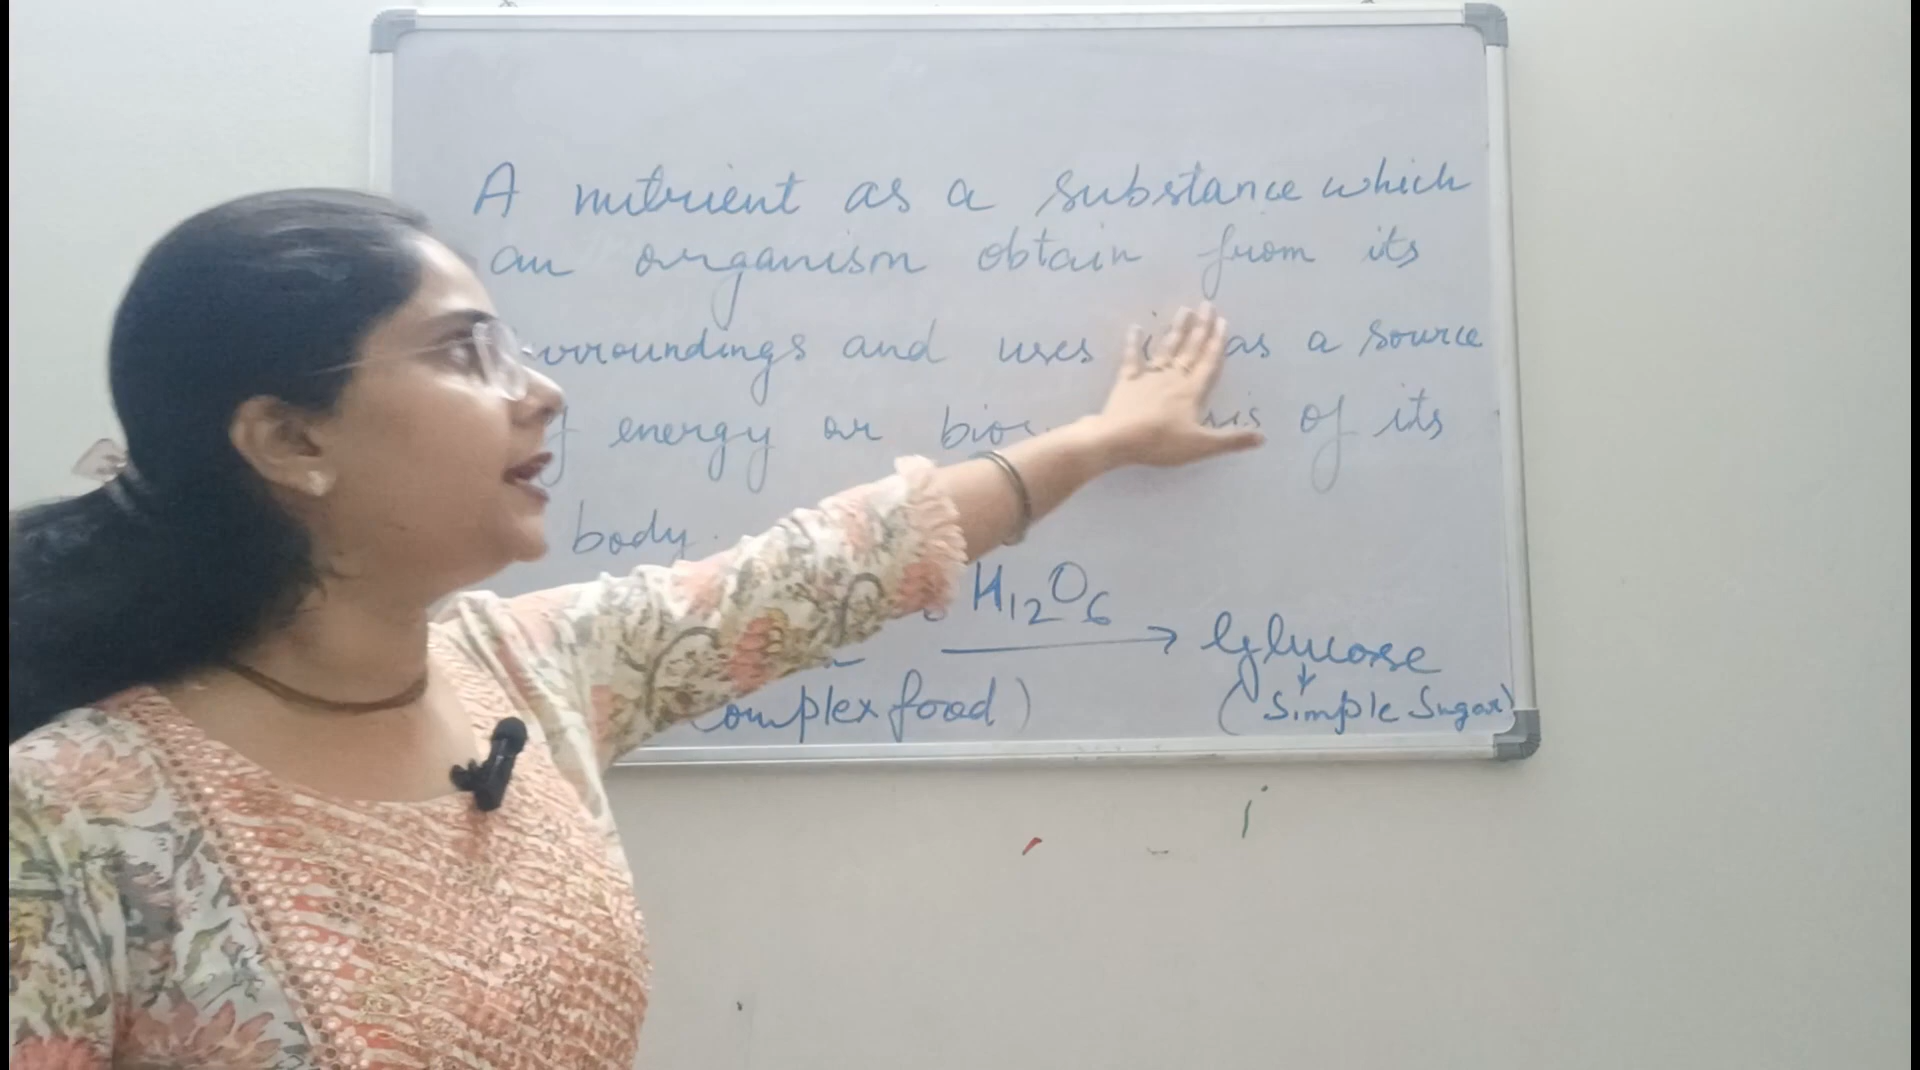 A nutrient as a substance which
an organism obtain from its
urroundings and uses as a source
energy or of its
body.
H12O6
→ Glucose
↓
omplex food) (Simple Sugar)